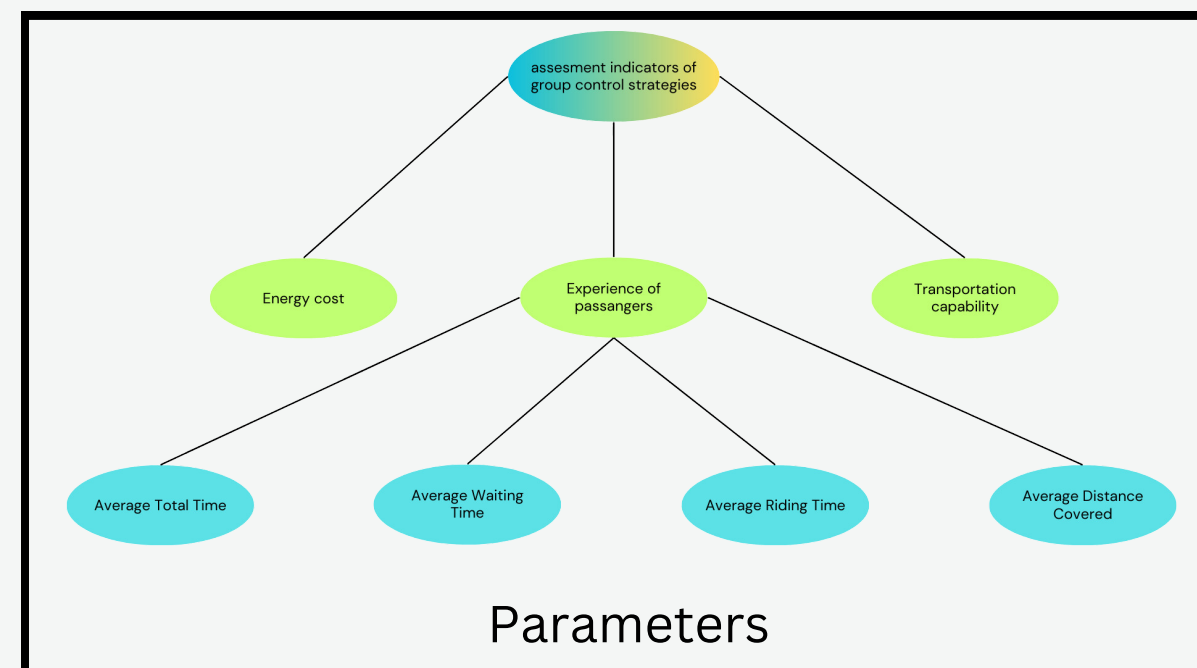 assesment indicators of
group control strategies
Energy cost
Experience of
passangers
Transportation
capability
Average Total Time
Average Waiting
Time
Average Riding Time
Average Distance
Covered
Parameters